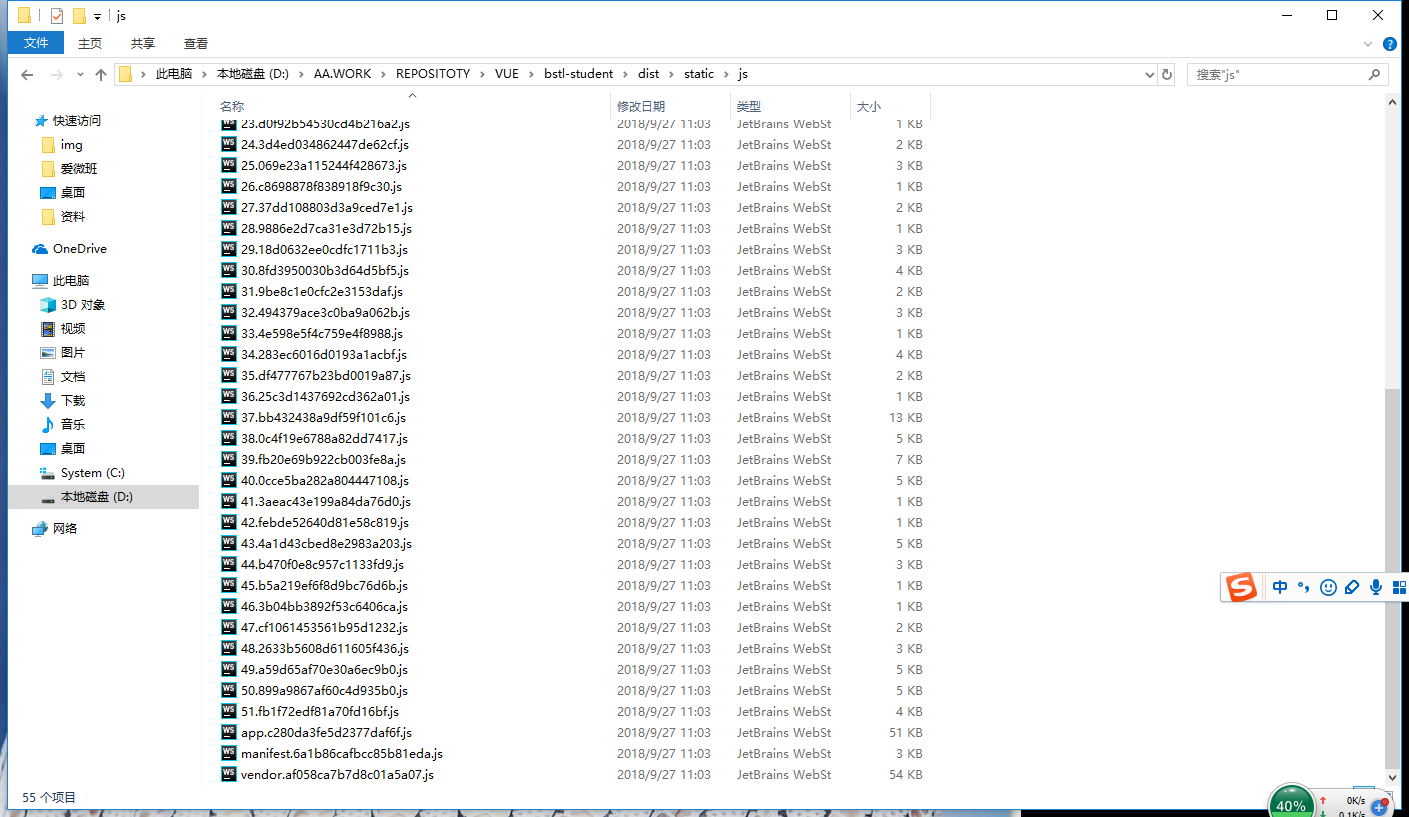 js
文件 主页 共享 查看
此电脑 本地磁盘 (D:) AA.WORK REPOSITOTY VUE bstl-student dist static js 搜索"js"
快速访问
img
爱微班
桌面
资料
OneDrive
此电脑
3D 对象
视频
图片
文档
下载
音乐
桌面
System (C:)
本地磁盘 (D:)
网络
名称 修改日期 类型 大小
23.d0f92b54530cd4b216a2.js 2018/9/27 11:03 JetBrains WebSt 1 KB
24.3d4ed034862447de62cf.js 2018/9/27 11:03 JetBrains WebSt 2 KB
25.069e23a115244f428673.js 2018/9/27 11:03 JetBrains WebSt 3 KB
26.c8698878f838918f9c30.js 2018/9/27 11:03 JetBrains WebSt 1 KB
27.37dd108803d3a9ced7e1.js 2018/9/27 11:03 JetBrains WebSt 2 KB
28.9886e2d7ca31e3d72b15.js 2018/9/27 11:03 JetBrains WebSt 1 KB
29.18d0632ee0cdfc1711b3.js 2018/9/27 11:03 JetBrains WebSt 3 KB
30.8fd3950030b3d64d5bf5.js 2018/9/27 11:03 JetBrains WebSt 4 KB
31.9be8c1e0cfc2e3153daf.js 2018/9/27 11:03 JetBrains WebSt 2 KB
32.494379ace3c0ba9a062b.js 2018/9/27 11:03 JetBrains WebSt 3 KB
33.4e598e5f4c759e4f8988.js 2018/9/27 11:03 JetBrains WebSt 1 KB
34.283ec6016d0193a1acbf.js 2018/9/27 11:03 JetBrains WebSt 4 KB
35.df477767b23bd0019a87.js 2018/9/27 11:03 JetBrains WebSt 2 KB
36.25c3d1437692cd362a01.js 2018/9/27 11:03 JetBrains WebSt 1 KB
37.bb432438a9df59f101c6.js 2018/9/27 11:03 JetBrains WebSt 13 KB
38.0c4f19e6788a82dd7417.js 2018/9/27 11:03 JetBrains WebSt 5 KB
39.fb20e69b922cb003fe8a.js 2018/9/27 11:03 JetBrains WebSt 7 KB
40.0cce5ba282a804447108.js 2018/9/27 11:03 JetBrains WebSt 5 KB
41.3aeac43e199a84da76d0.js 2018/9/27 11:03 JetBrains WebSt 1 KB
42.febde52640d81e58c819.js 2018/9/27 11:03 JetBrains WebSt 1 KB
43.4a1d43cbed8e2983a203.js 2018/9/27 11:03 JetBrains WebSt 5 KB
44.b470f0e8c957c1133fd9.js 2018/9/27 11:03 JetBrains WebSt 3 KB
45.b5a219ef6f8d9bc76d6b.js 2018/9/27 11:03 JetBrains WebSt 1 KB
46.3b04bb3892f53c6406ca.js 2018/9/27 11:03 JetBrains WebSt 1 KB
47.cf1061453561b95d1232.js 2018/9/27 11:03 JetBrains WebSt 2 KB
48.2633b5608d611605f436.js 2018/9/27 11:03 JetBrains WebSt 3 KB
49.a59d65af70e30a6ec9b0.js 2018/9/27 11:03 JetBrains WebSt 5 KB
50.899a9867af60c4d935b0.js 2018/9/27 11:03 JetBrains WebSt 5 KB
51.fb1f72edf81a70fd16bf.js 2018/9/27 11:03 JetBrains WebSt 4 KB
app.c280da3fe5d2377daf6f.js 2018/9/27 11:03 JetBrains WebSt 51 KB
manifest.6a1b86cafbcc85b81eda.js 2018/9/27 11:03 JetBrains WebSt 3 KB
vendor.af058ca7b7d8c01a5a07.js 2018/9/27 11:03 JetBrains WebSt 54 KB
中
55 个项目
40% 0K/s
0.1K/s